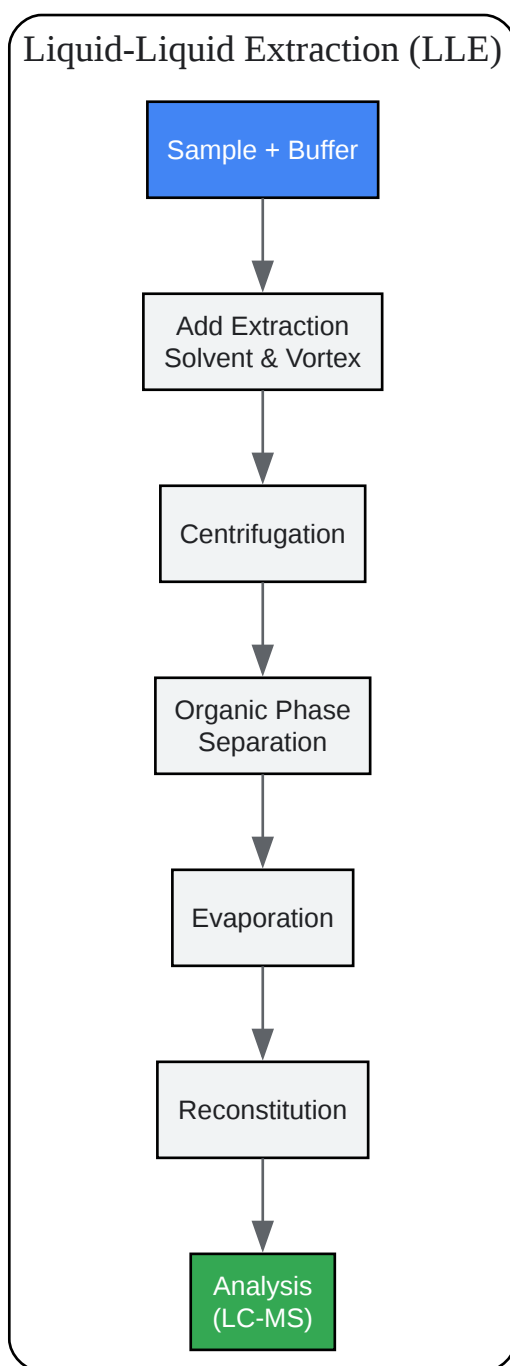 Liquid-Liquid Extraction (LLE)
Sample + Buffer
Add Extraction
Solvent & Vortex
Centrifugation
Organic Phase
Separation
Evaporation
Reconstitution
Analysis
(LC-MS)